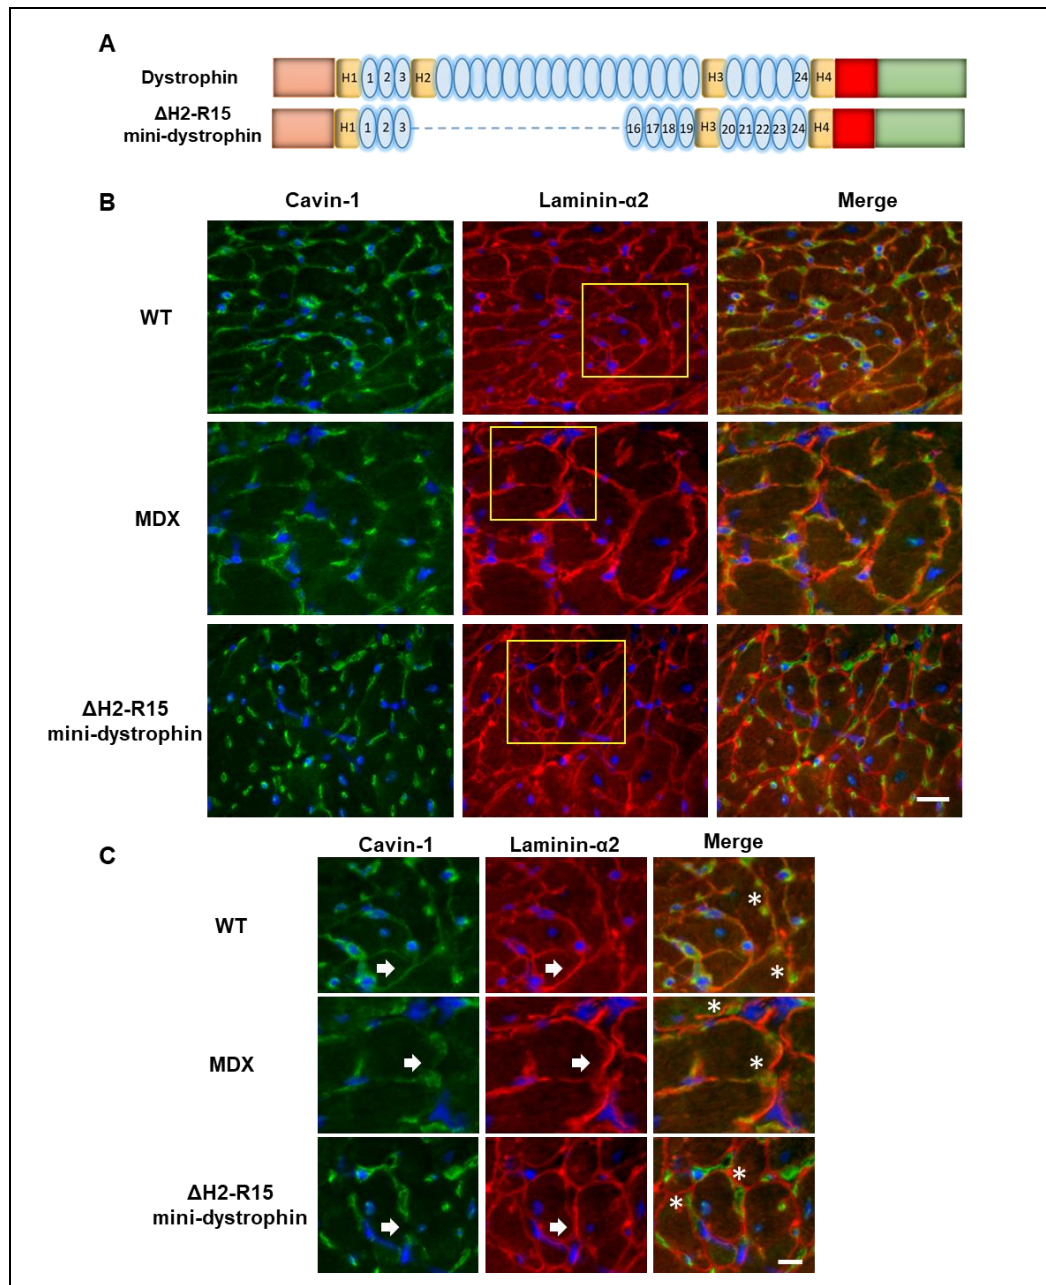 A
Dystrophin
H1 1 2 3 H2 H3 24 H4
ΔH2-R15
mini-dystrophin
H1 1 2 3 16 17 18 19 H3 20 21 22 23 24 H4
B
Cavin-1 Laminin-α2 Merge
WT
MDX
ΔH2-R15
mini-dystrophin
C
Cavin-1 Laminin-α2 Merge
WT
*
*
MDX
*
*
ΔH2-R15
mini-dystrophin
*
*